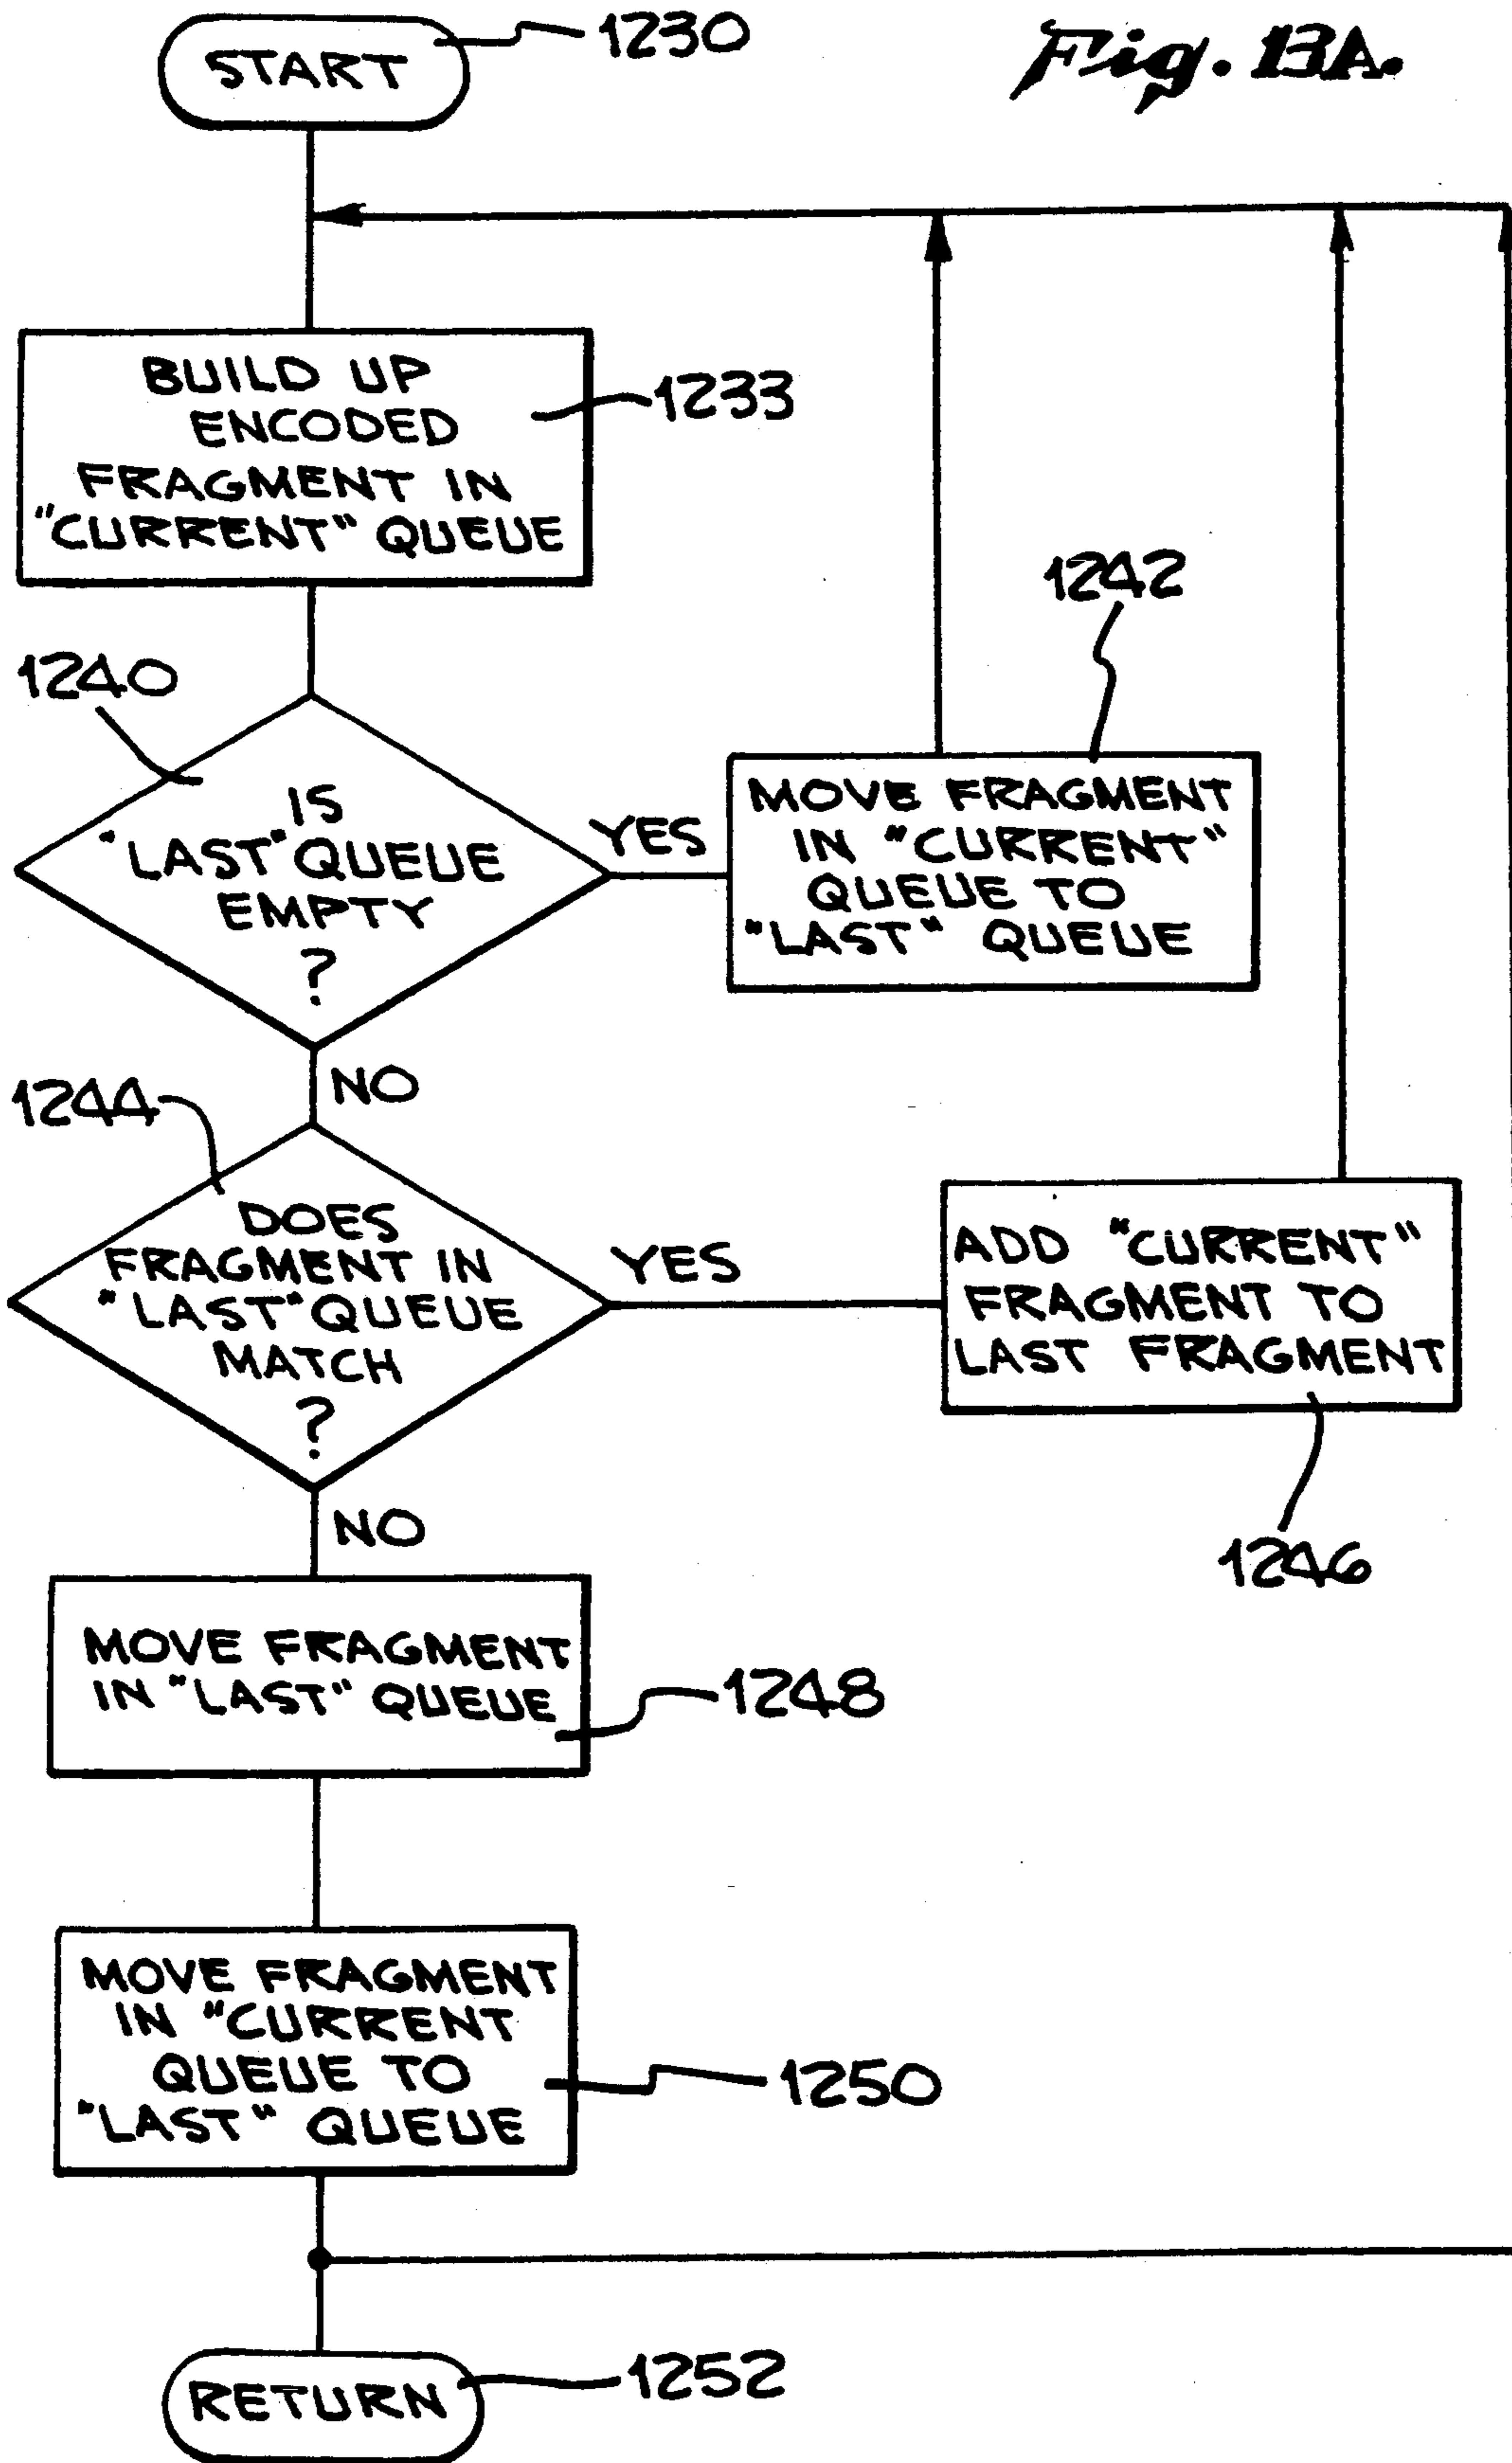 Fig. 13A.
START
1230
BUILD UP
ENCODED
FRAGMENT IN
"CURRENT" QUEUE
1233
1240
IS
"LAST" QUEUE
EMPTY
?
YES
1242
MOVE FRAGMENT
IN "CURRENT"
QUEUE TO
"LAST" QUEUE
NO
1244
DOES
FRAGMENT IN
"LAST" QUEUE
MATCH
?
YES
ADD "CURRENT"
FRAGMENT TO
LAST FRAGMENT
1246
NO
MOVE FRAGMENT
IN "LAST" QUEUE
1248
MOVE FRAGMENT
IN "CURRENT
QUEUE TO
"LAST" QUEUE
1250
RETURN
1252